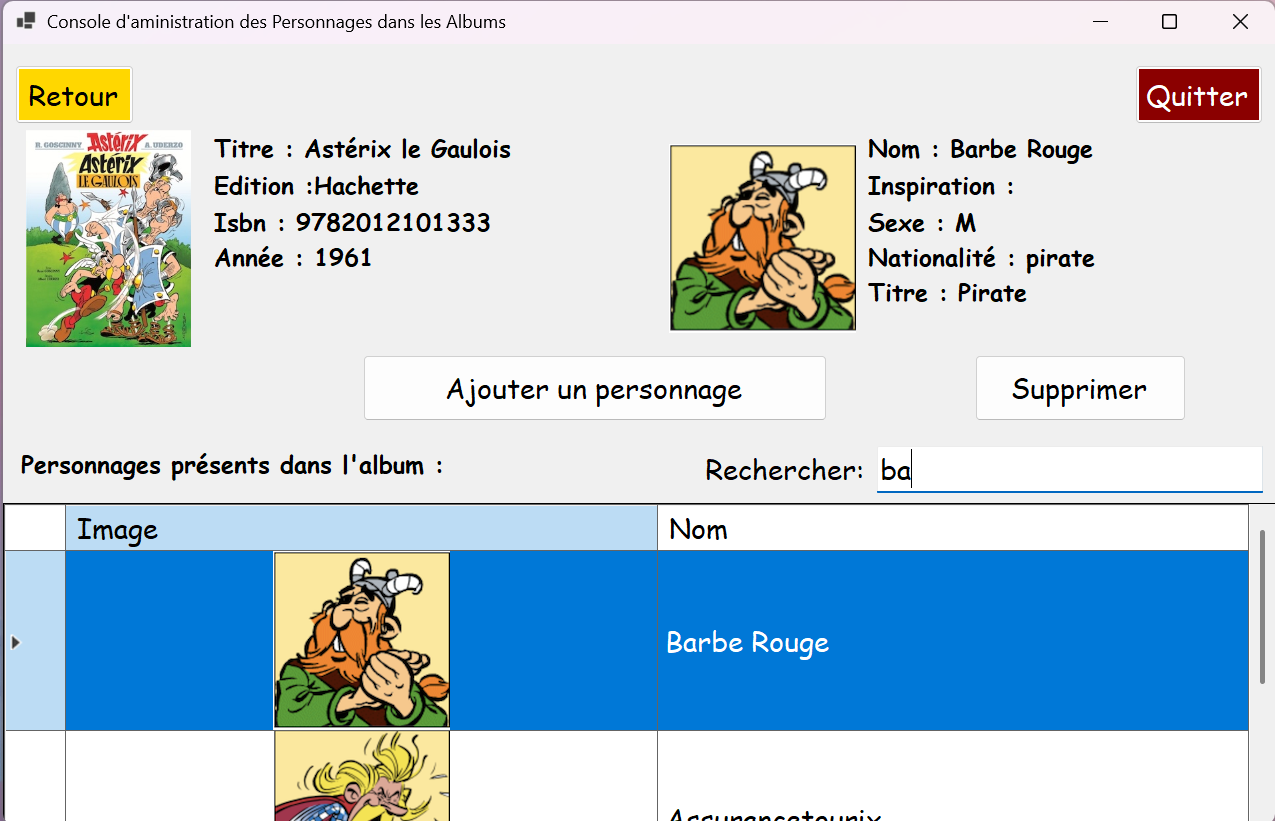 Console d'aministration des Personnages dans les Albums
Retour
Quitter
R. GOSCINNY Astérix A. UDERZO
Astérix
LE GAULOIS
Titre : Astérix le Gaulois
Edition :Hachette
Isbn : 9782012101333
Année : 1961
Nom : Barbe Rouge
Inspiration :
Sexe : M
Nationalité : pirate
Titre : Pirate
Ajouter un personnage
Supprimer
Personnages présents dans l'album :
Rechercher: ba
Image
Nom
Barbe Rouge
Assurancetourix